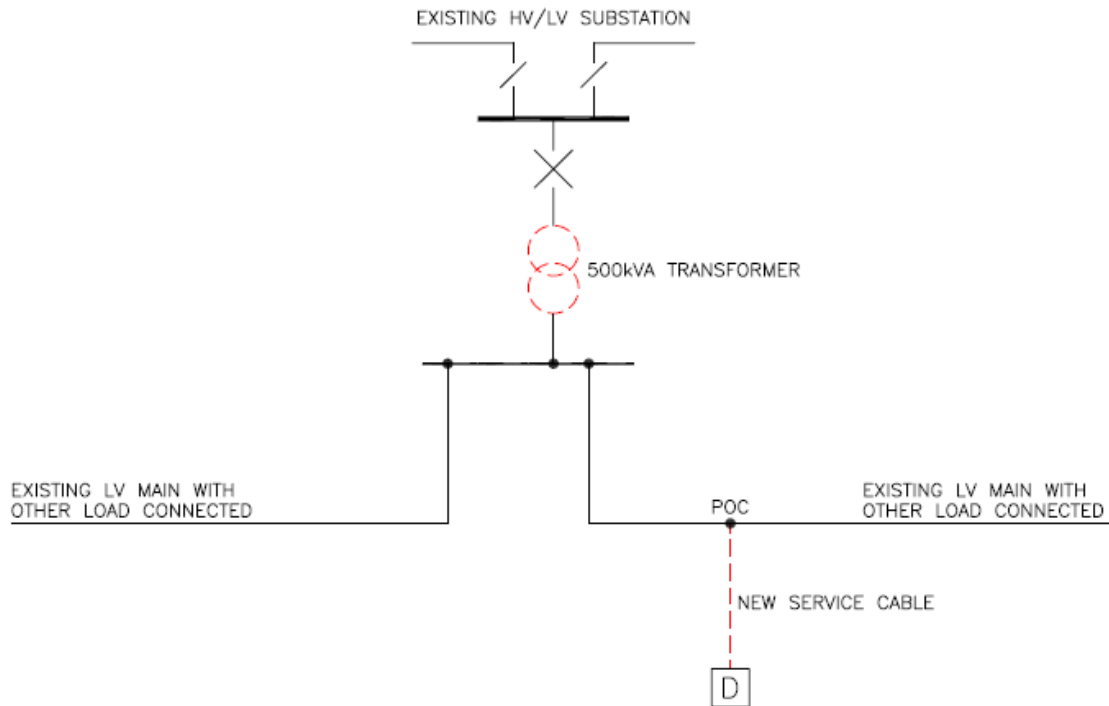 EXISTING HV/LV SUBSTATION
500kVA TRANSFORMER
EXISTING LV MAIN WITH
OTHER LOAD CONNECTED
POC
EXISTING LV MAIN WITH
OTHER LOAD CONNECTED
NEW SERVICE CABLE
D